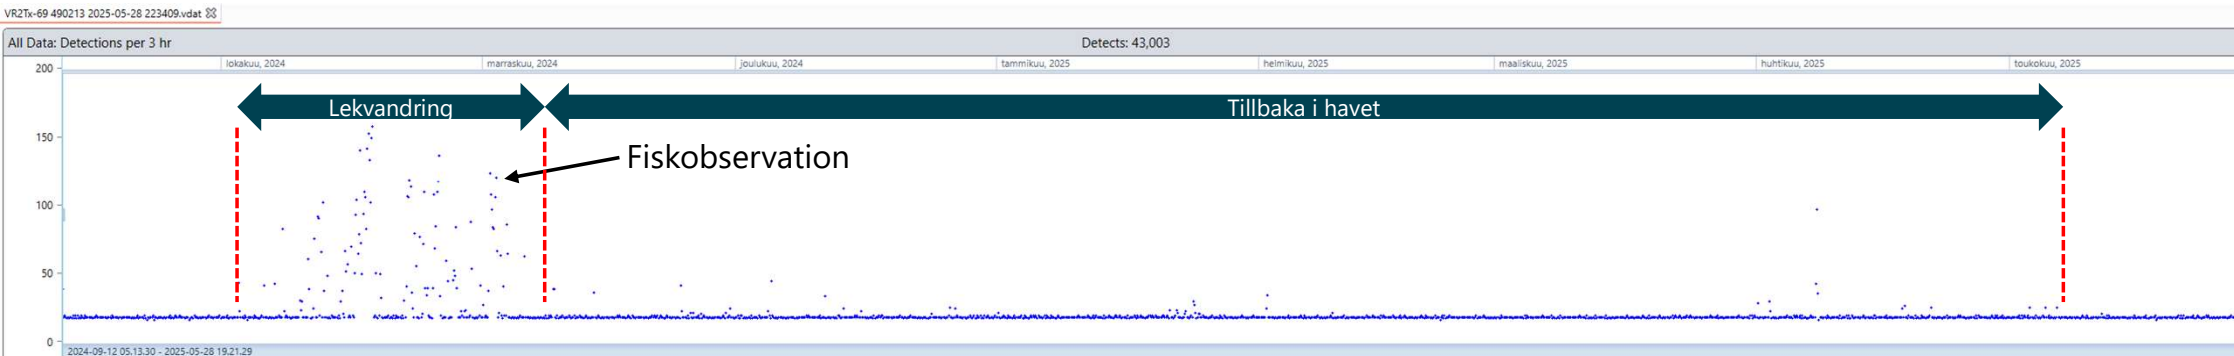 VR2Tx-69 490213 2025-05-28 223409.vdat
All Data: Detections per 3 hr
Detects: 43,003
lokakuu, 2024
marraskuu, 2024
joulukuu, 2024
tammikuu, 2025
helmikuu, 2025
maaliskuu, 2025
huhtikuu, 2025
toukokuu, 2025
200
Lekvandring
Tillbaka i havet
150
Fiskobservation
100
50
0
2024-09-12 05.13.30 - 2025-05-28 19.21.29